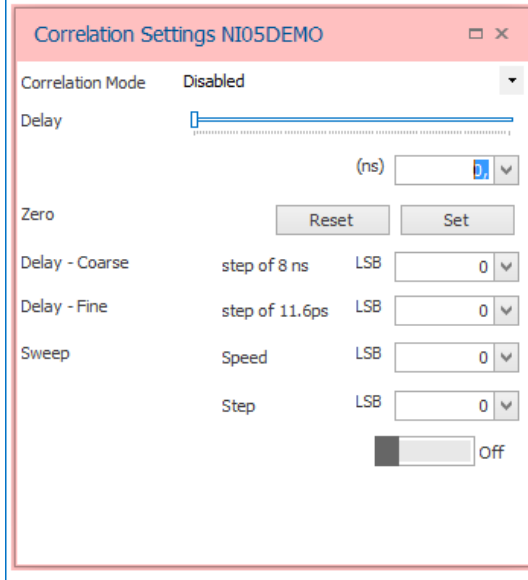 Correlation Settings NI05DEMO
Correlation Mode Disabled
Delay
(ns) 0,
Zero Reset Set
Delay - Coarse step of 8 ns LSB 0
Delay - Fine step of 11.6ps LSB 0
Sweep Speed LSB 0
Step LSB 0
Off